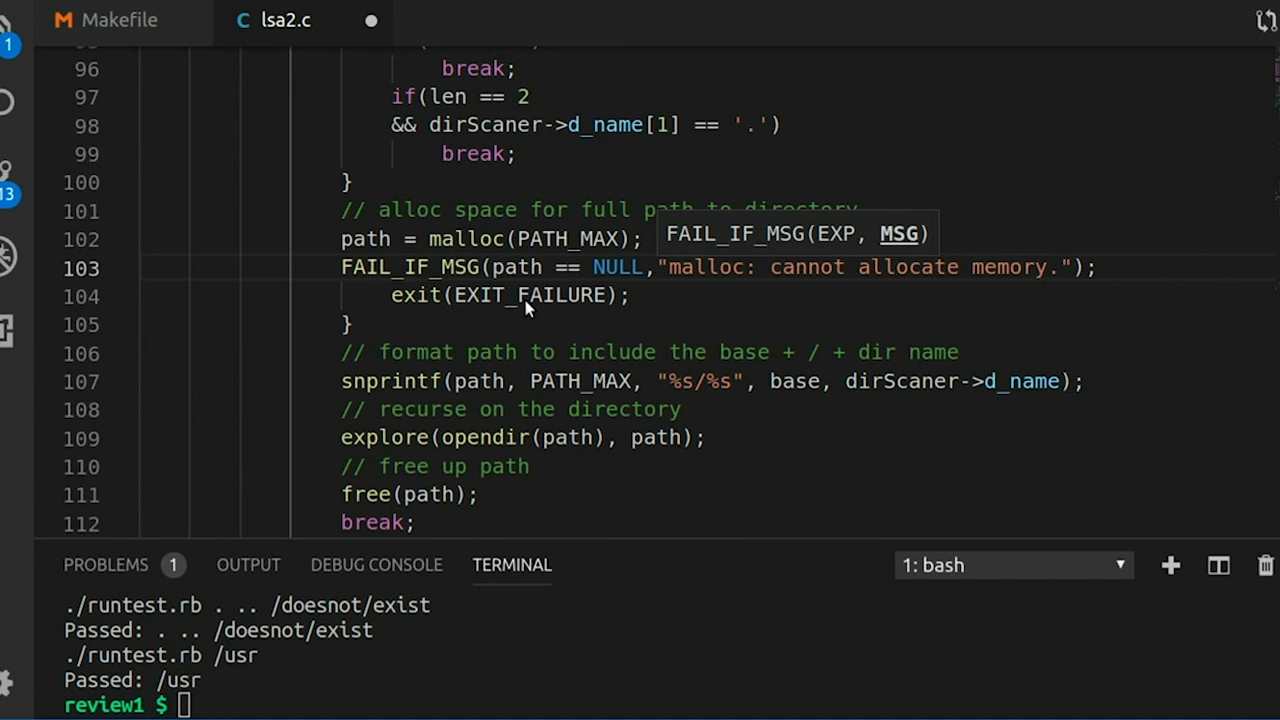 Makefile
C lsa2.c
1
13
96 break;
97 if(len == 2
98 && dirScaner->d_name[1] == '.')
99 break;
100 }
101 // alloc space for full path to directory
FAIL_IF_MSG(EXP, MSG)
102 path = malloc(PATH_MAX);
103 FAIL_IF_MSG(path == NULL,"malloc: cannot allocate memory.");
104 exit(EXIT_FAILURE);
105 }
106 // format path to include the base + / + dir name
107 snprintf(path, PATH_MAX, "%s/%s", base, dirScaner->d_name);
108 // recurse on the directory
109 explore(opendir(path), path);
110 // free up path
111 free(path);
112 break;
PROBLEMS 1 OUTPUT DEBUG CONSOLE TERMINAL 1: bash
./runtest.rb . .. /doesnot/exist
Passed: . .. /doesnot/exist
./runtest.rb /usr
Passed: /usr
review1 $